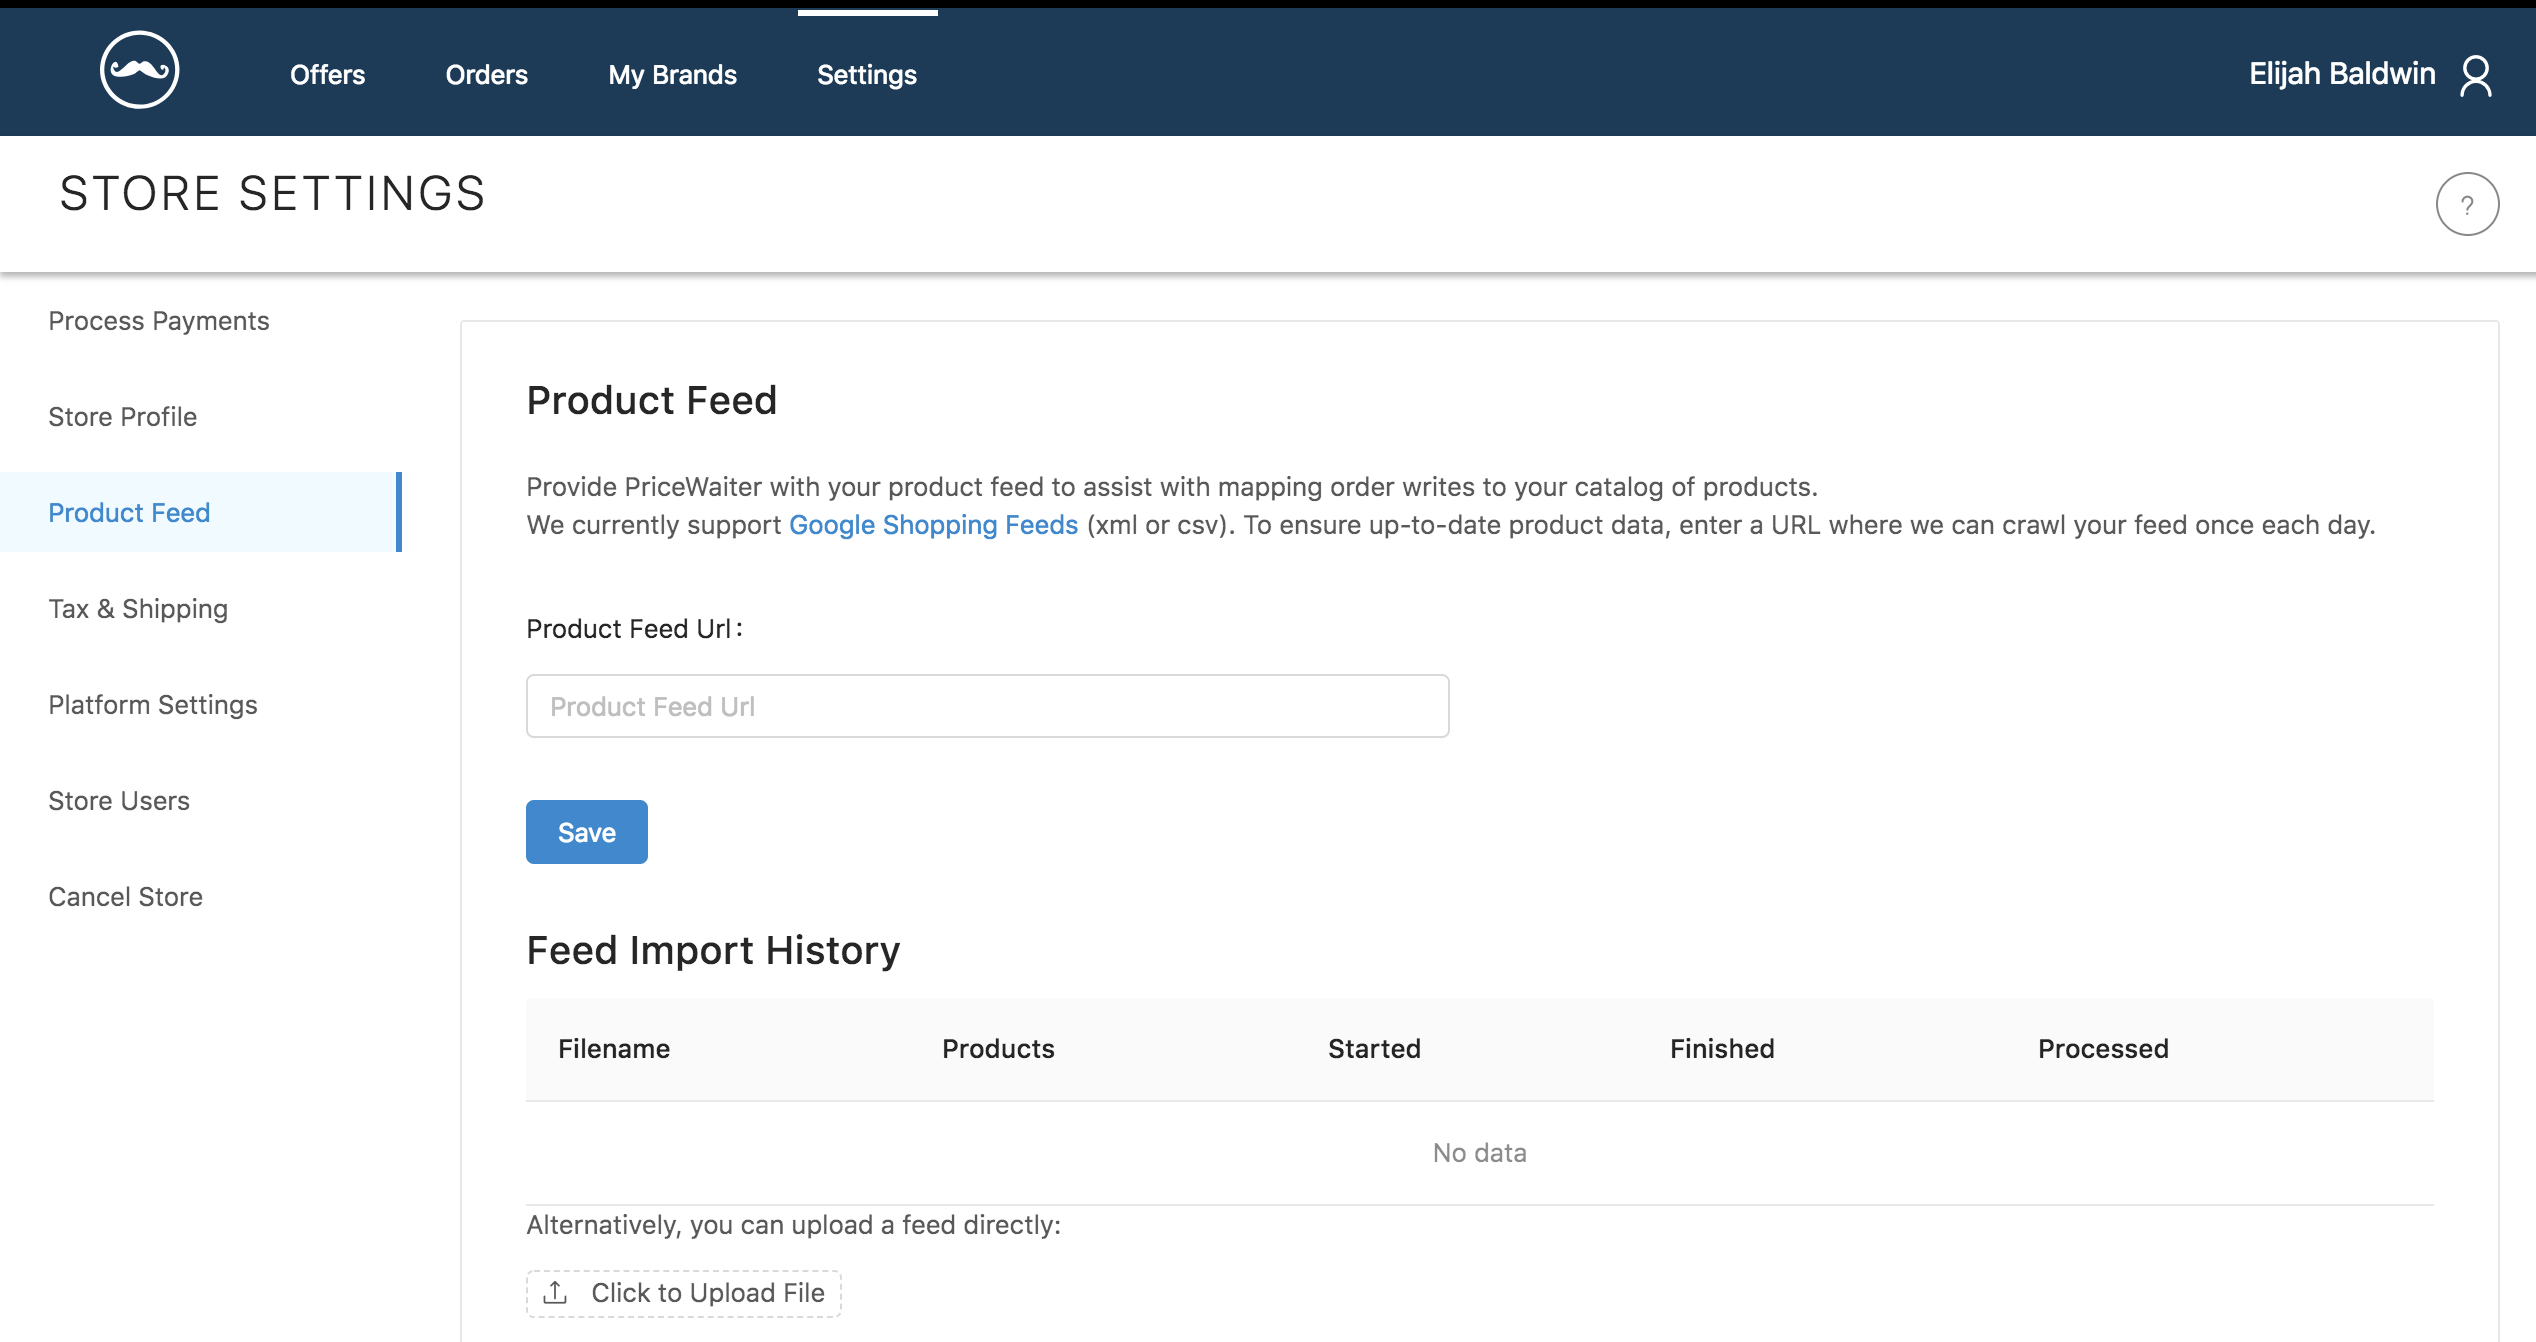 Offers Orders My Brands Settings Elijah Baldwin
STORE SETTINGS
?
Process Payments
Store Profile
Product Feed
Tax & Shipping
Platform Settings
Store Users
Cancel Store
Product Feed
Provide PriceWaiter with your product feed to assist with mapping order writes to your catalog of products.
We currently support Google Shopping Feeds (xml or csv). To ensure up-to-date product data, enter a URL where we can crawl your feed once each day.
Product Feed Url:
Product Feed Url
Save
Feed Import History
Filename Products Started Finished Processed
No data
Alternatively, you can upload a feed directly:
Click to Upload File